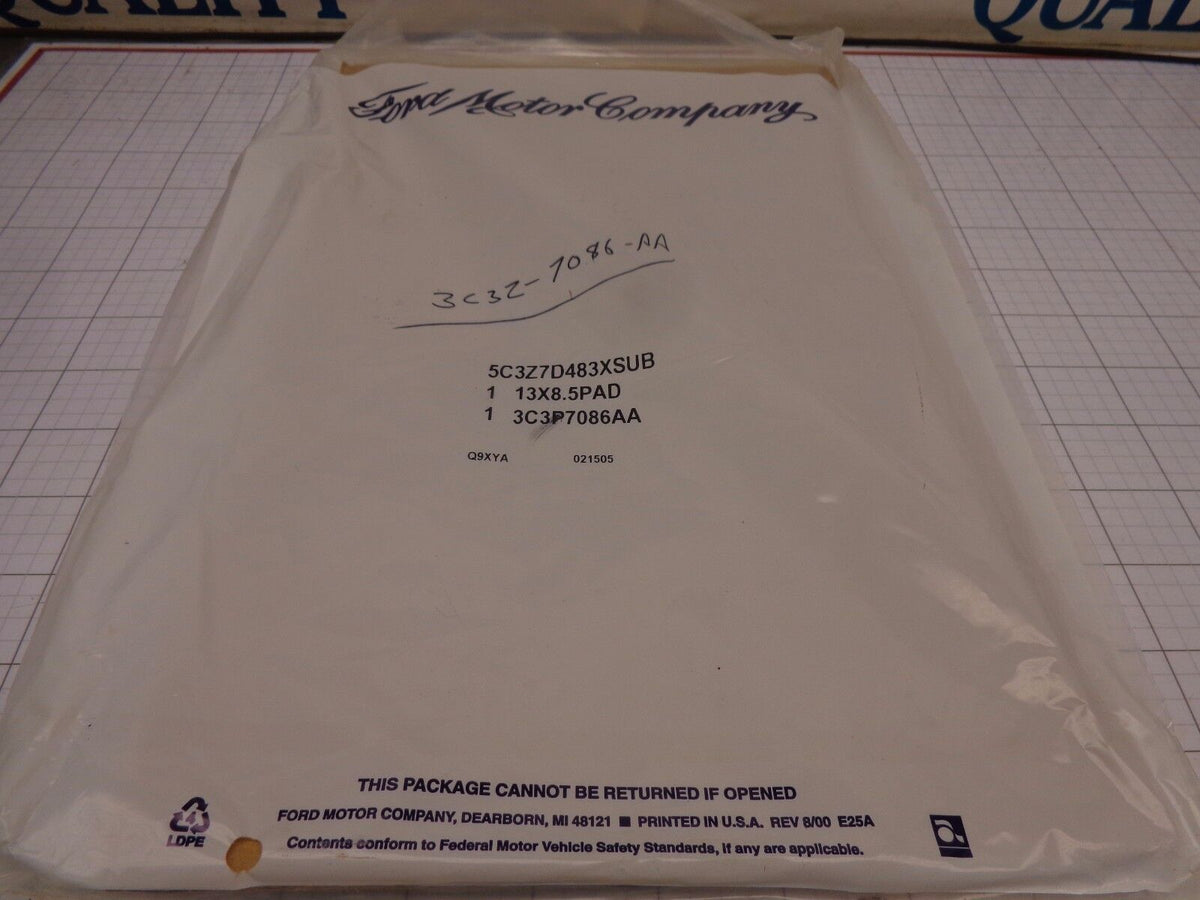 QUALITY
QUAL
Ford Motor Company
3C3Z-7086-AA
5C3Z7D483XSUB
1 13X8.5PAD
1 3C3P7086AA
Q9XYA 021505
THIS PACKAGE CANNOT BE RETURNED IF OPENED
FORD MOTOR COMPANY, DEARBORN, MI 48121 ■ PRINTED IN U.S.A. REV 8/00 E25A
Contents conform to Federal Motor Vehicle Safety Standards, if any are applicable.
4
LDPE
a